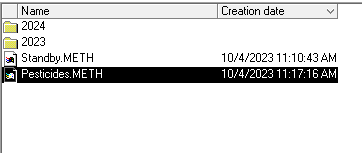 Name Creation date
2024
2023
Standby.METH 10/4/2023 11:10:43 AM
Pesticides.METH 10/4/2023 11:17:16 AM